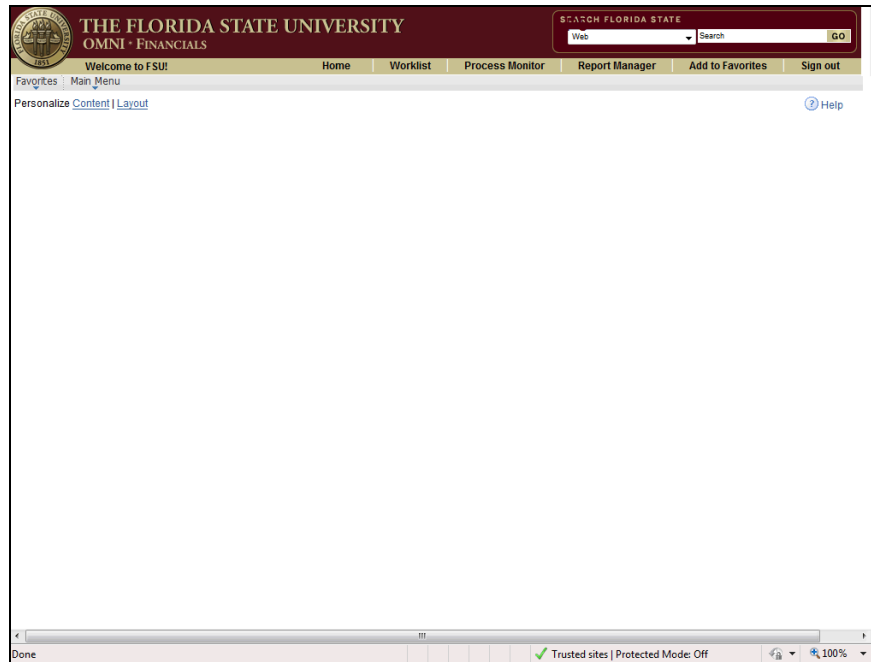 THE FLORIDA STATE UNIVERSITY
OMNI · FINANCIALS
SEARCH FLORIDA STATE
Web Search GO
1851
Welcome to FSU! Home Worklist Process Monitor Report Manager Add to Favorites Sign out
Favorites Main Menu
Personalize Content | Layout Help
Done Trusted sites | Protected Mode: Off 100%